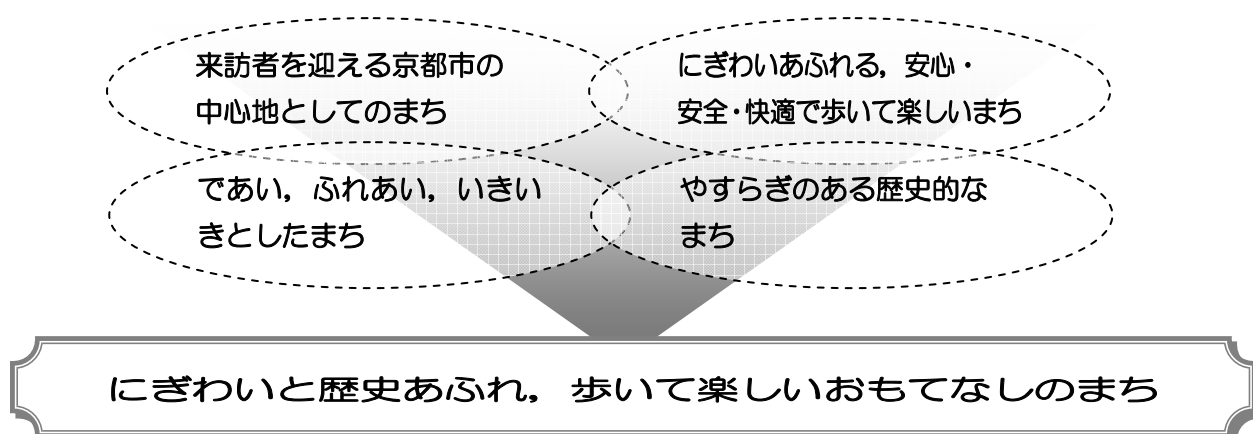 来訪者を迎える京都市の
中心地としてのまち
にぎわいあふれる，安心・
安全・快適で歩いて楽しいまち
であい，ふれあい，いきい
きとしたまち
やすらぎのある歴史的な
まち
にぎわいと歴史あふれ，歩いて楽しいおもてなしのまち